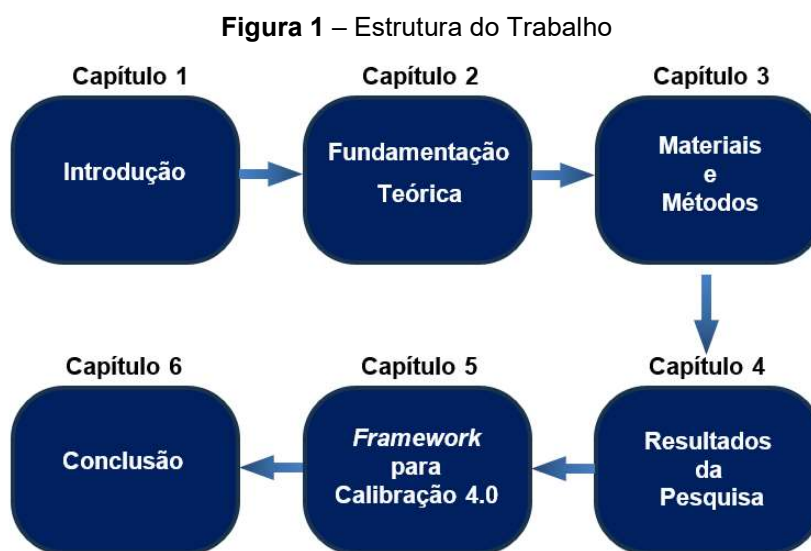 Figura 1 – Estrutura do Trabalho
Capítulo 1
Introdução
Capítulo 2
Fundamentação
Teórica
Capítulo 3
Materiais
e
Métodos
Capítulo 4
Resultados
da
Pesquisa
Capítulo 5
Framework
para
Calibração 4.0
Capítulo 6
Conclusão